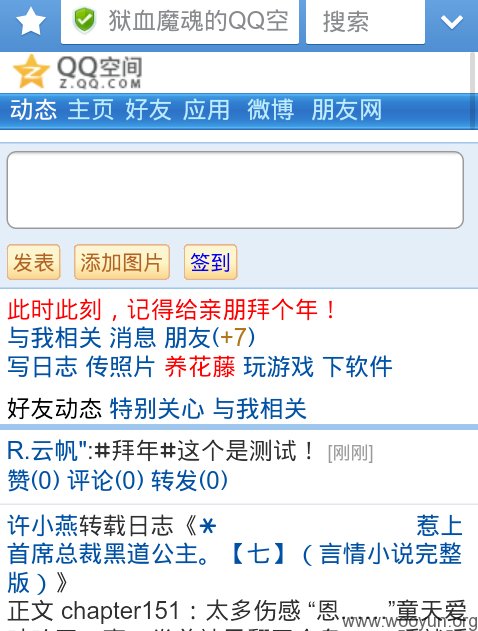 狱血魔魂的QQ空 搜索
QQ空间
Z.QQ.COM
动态 主页 好友 应用 微博 朋友网
发表 添加图片 签到
此时此刻，记得给亲朋拜个年！
与我相关 消息 朋友(+7)
写日志 传照片 养花藤 玩游戏 下软件
好友动态 特别关心 与我相关
R.云帆":#拜年#这个是测试！ [刚刚]
赞(0) 评论(0) 转发(0)
许小燕转载日志《* 惹上
首席总裁黑道公主。【七】（言情小说完整
版）》
正文 chapter151：太多伤感 “恩……”童天爱
www.wooyun.org